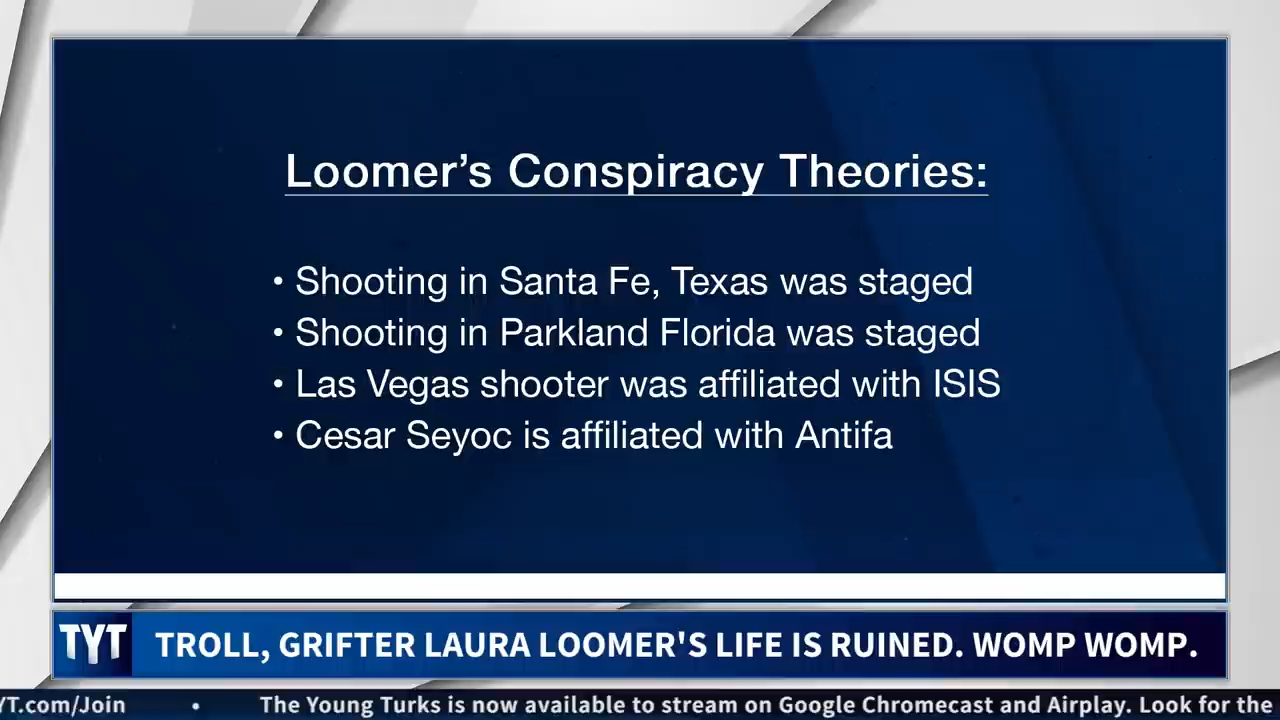 Loomer’s Conspiracy Theories:
• Shooting in Santa Fe, Texas was staged
• Shooting in Parkland Florida was staged
• Las Vegas shooter was affiliated with ISIS
• Cesar Seyoc is affiliated with Antifa
TYT TROLL, GRIFTER LAURA LOOMER'S LIFE IS RUINED. WOMP WOMP.
YT.com/Join • The Young Turks is now available to stream on Google Chromecast and Airplay. Look for the